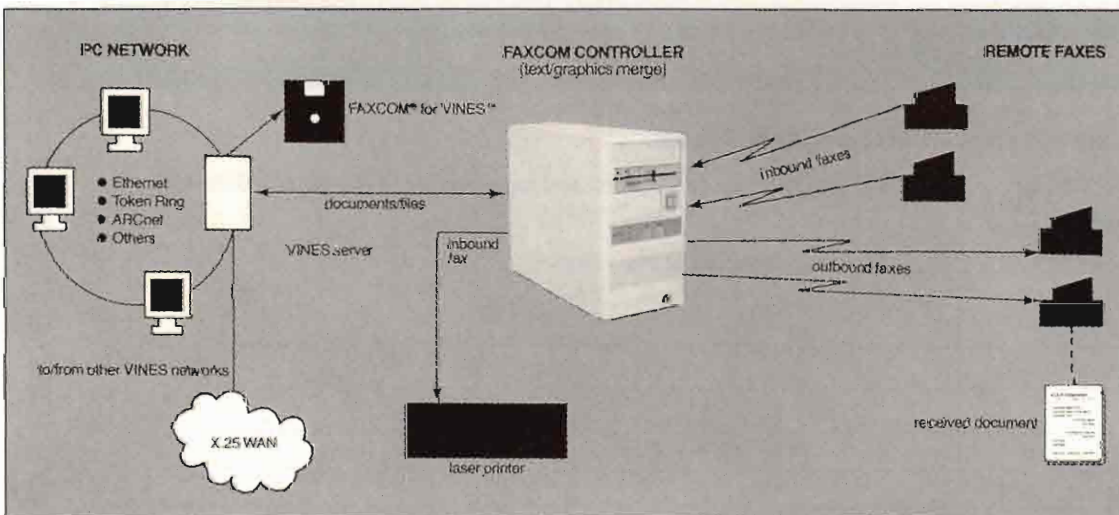 PC NETWORK
FAXCOM CONTROLLER
(text/graphics merge)
REMOTE FAXES
FAXCOM® for VINES™
• Ethernet
• Token Ring
• ARCnet
• Others
documents/files
VINES server
inbound
fax
inbound faxes
outbound faxes
to/from other VINES networks
X.25 WAN
laser printer
received document